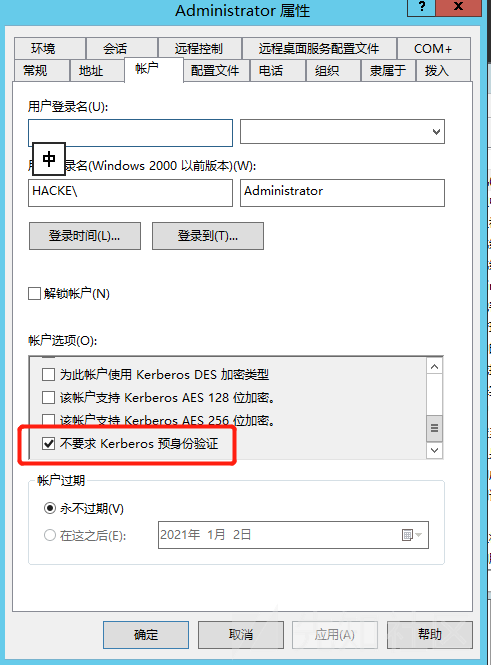 Administrator 属性
?
x
环境 会话 远程控制 远程桌面服务配置文件 COM+
常规 地址 帐户 配置文件 电话 组织 隶属于 拨入
用户登录名(U):
中
录名(Windows 2000 以前版本)(W):
HACKE\ Administrator
登录时间(L)... 登录到(T)...
解锁帐户(N)
帐户选项(O):
为此帐户使用 Kerberos DES 加密类型
该帐户支持 Kerberos AES 128 位加密。
该帐户支持 Kerberos AES 256 位加密。
不要求 Kerberos 预身份验证
帐户过期
永不过期(V)
在这之后(E): 2021年 1月 2日
确定 取消 应用(A) 帮助